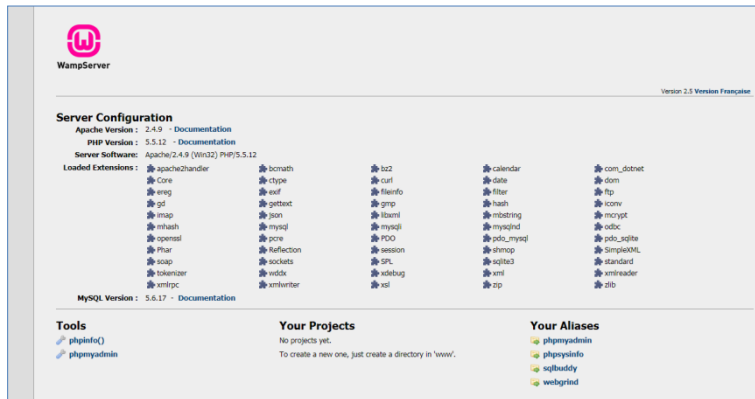 WampServer
Version 2.5 Version Française
Server Configuration
Apache Version : 2.4.9 - Documentation
PHP Version : 5.5.12 - Documentation
Server Software: Apache/2.4.9 (Win32) PHP/5.5.12
Loaded Extensions : apache2handler bcmath bz2 calendar com_dotnet
Core ctype curl date dom
ereg exif fileinfo filter ftp
gd gettext gmp hash iconv
imap json libxml mbstring mcrypt
mhash mysql mysqli mysqlnd odbc
openssl pcre PDO pdo_mysql pdo_sqlite
Phar Reflection session shmop SimpleXML
soap sockets SPL sqlite3 standard
tokenizer wddx xdebug xml xmlreader
xmlrpc xmlwriter xsl zip zlib
MySQL Version : 5.6.17 - Documentation
Tools
phpinfo()
phpmyadmin
Your Projects
No projects yet.
To create a new one, just create a directory in 'www'.
Your Aliases
phpmyadmin
phpsysinfo
sqlbuddy
webgrind